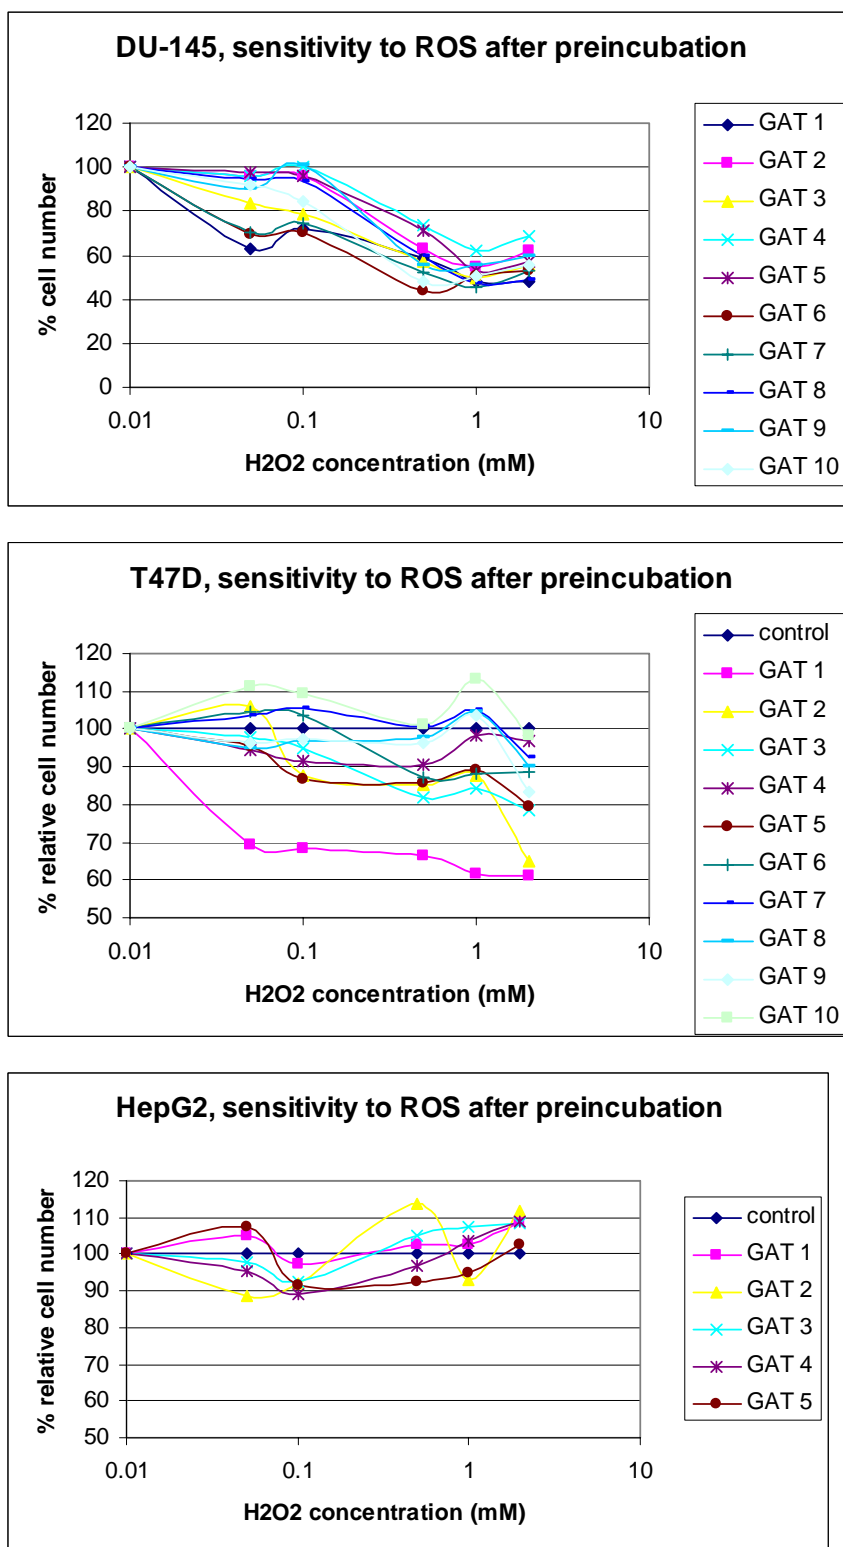 DU-145, sensitivity to ROS after preincubation
120
100
80
60
40
20
0
% cell number
0.01
0.1
1
10
H2O2 concentration (mM)
GAT 1
GAT 2
GAT 3
GAT 4
GAT 5
GAT 6
GAT 7
GAT 8
GAT 9
GAT 10
T47D, sensitivity to ROS after preincubation
120
110
100
90
80
70
60
50
% relative cell number
0.01
0.1
1
10
H2O2 concentration (mM)
control
GAT 1
GAT 2
GAT 3
GAT 4
GAT 5
GAT 6
GAT 7
GAT 8
GAT 9
GAT 10
HepG2, sensitivity to ROS after preincubation
120
110
100
90
80
70
60
50
% relative cell number
0.01
0.1
1
10
H2O2 concentration (mM)
control
GAT 1
GAT 2
GAT 3
GAT 4
GAT 5